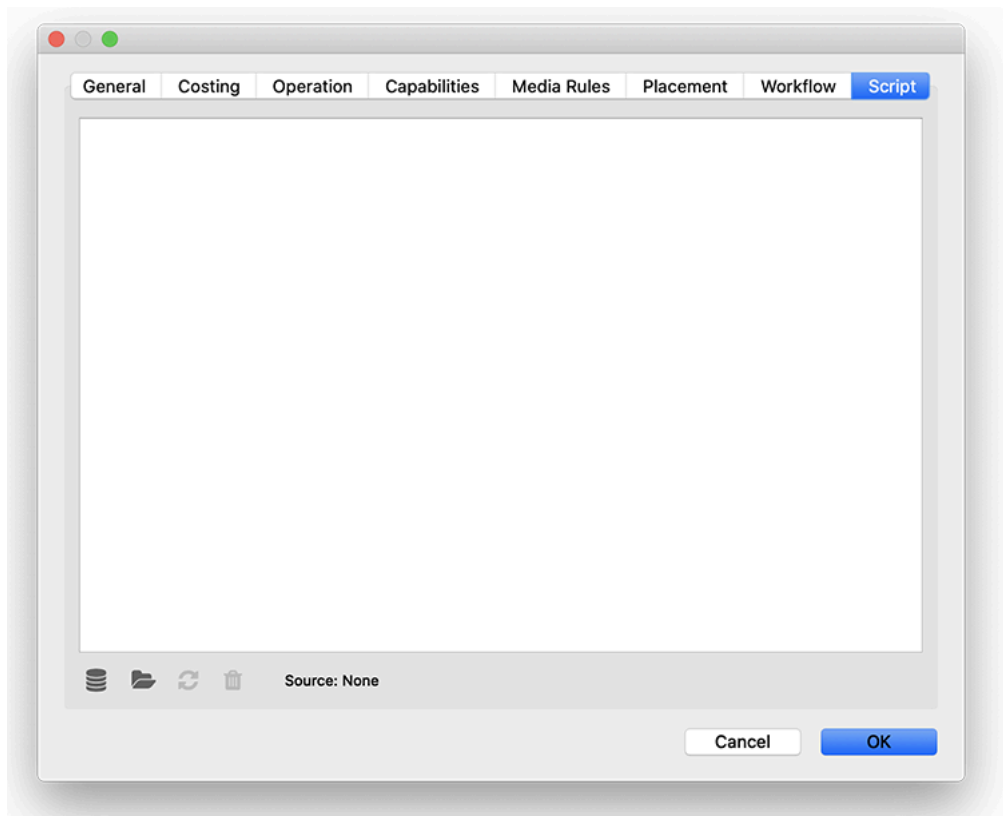 General Costing Operation Capabilities Media Rules Placement Workflow Script
Source: None
Cancel OK